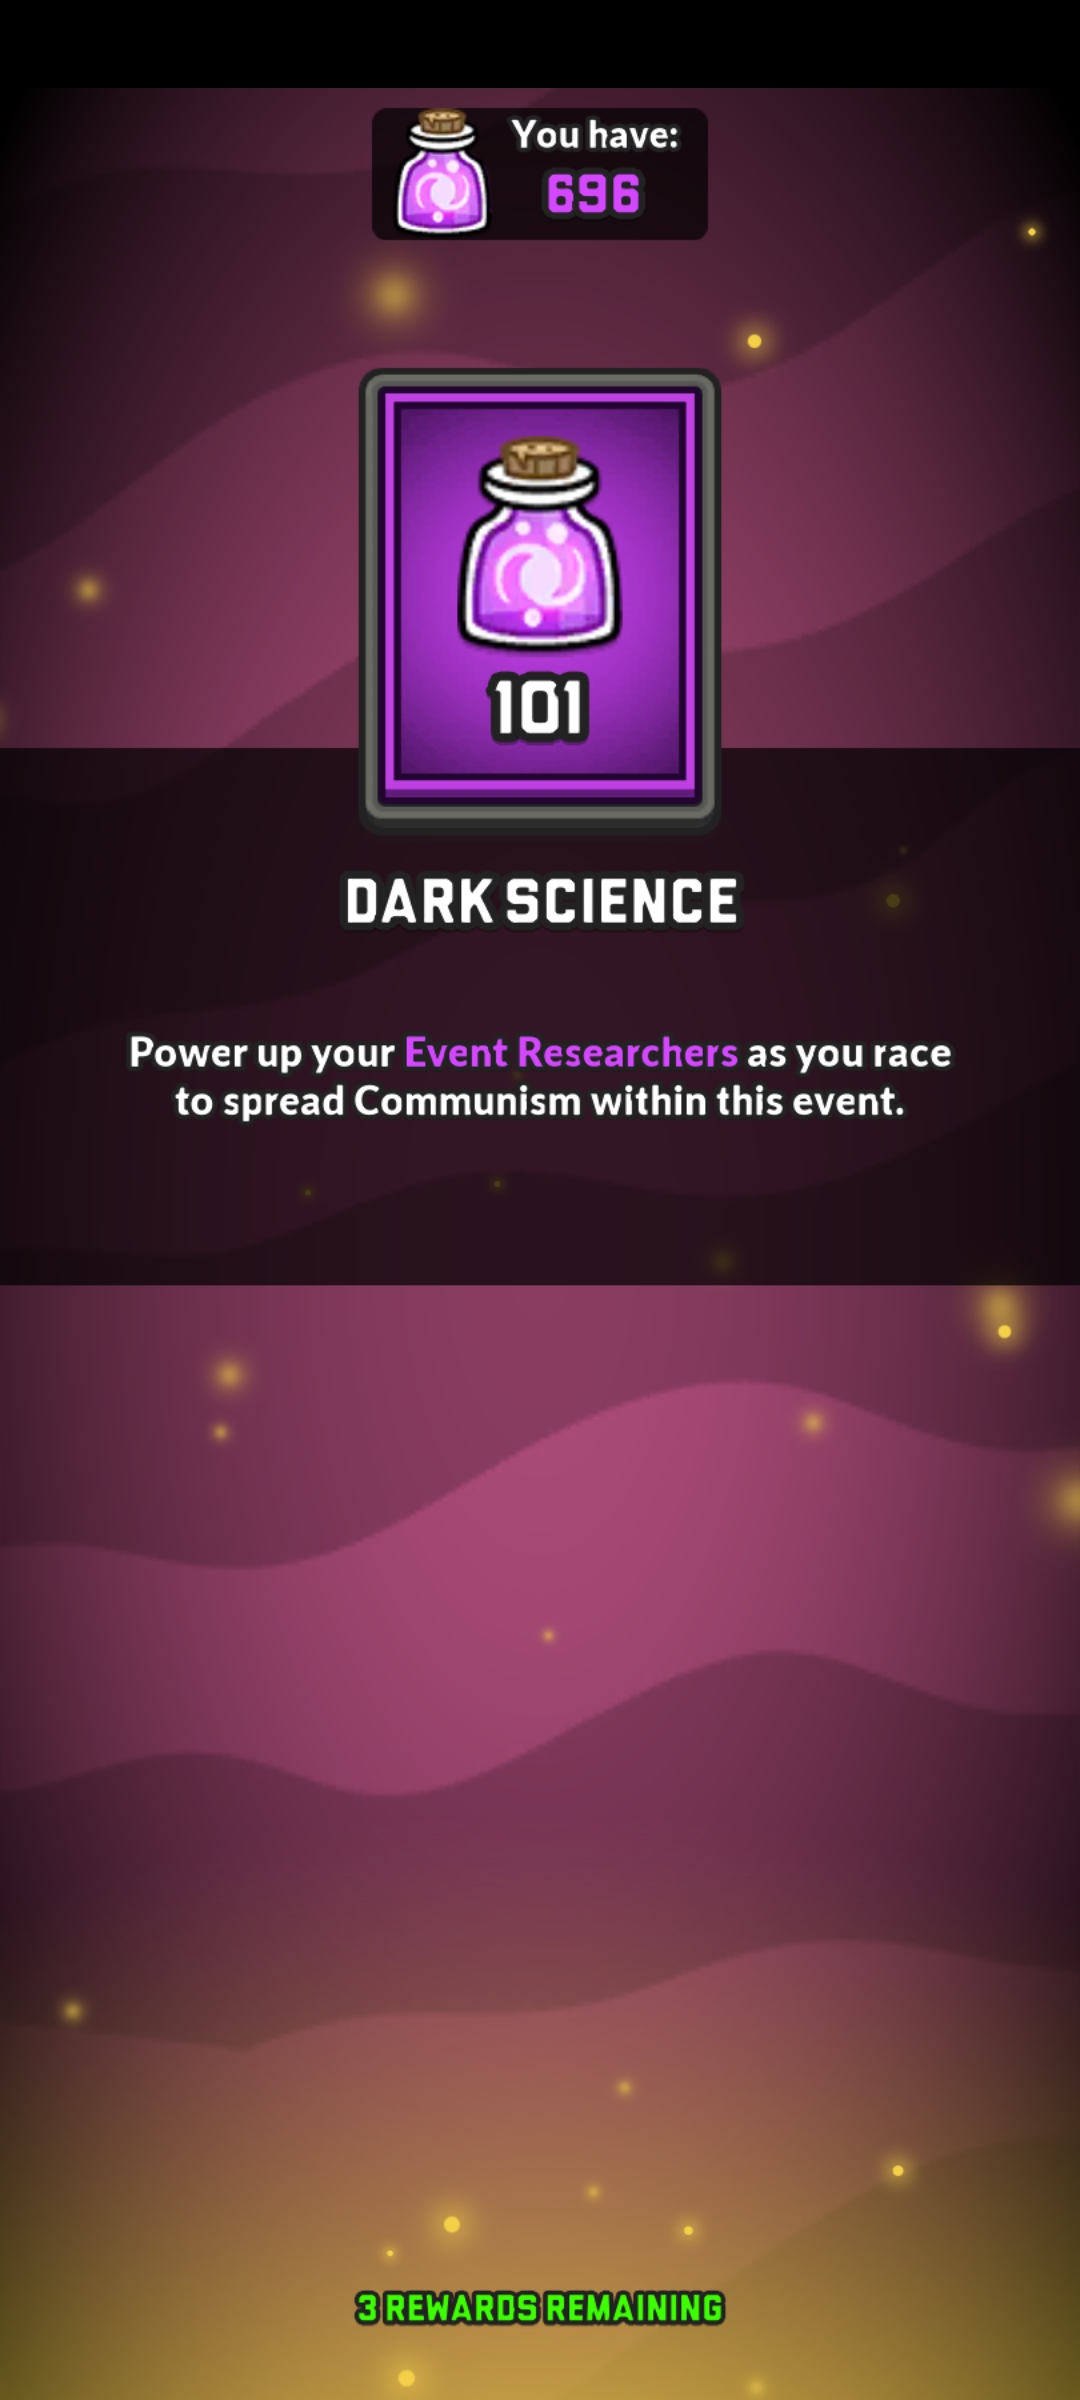 You have:
696
101
DARK SCIENCE
Power up your Event Researchers as you race
to spread Communism within this event.
3 REWARDS REMAINING